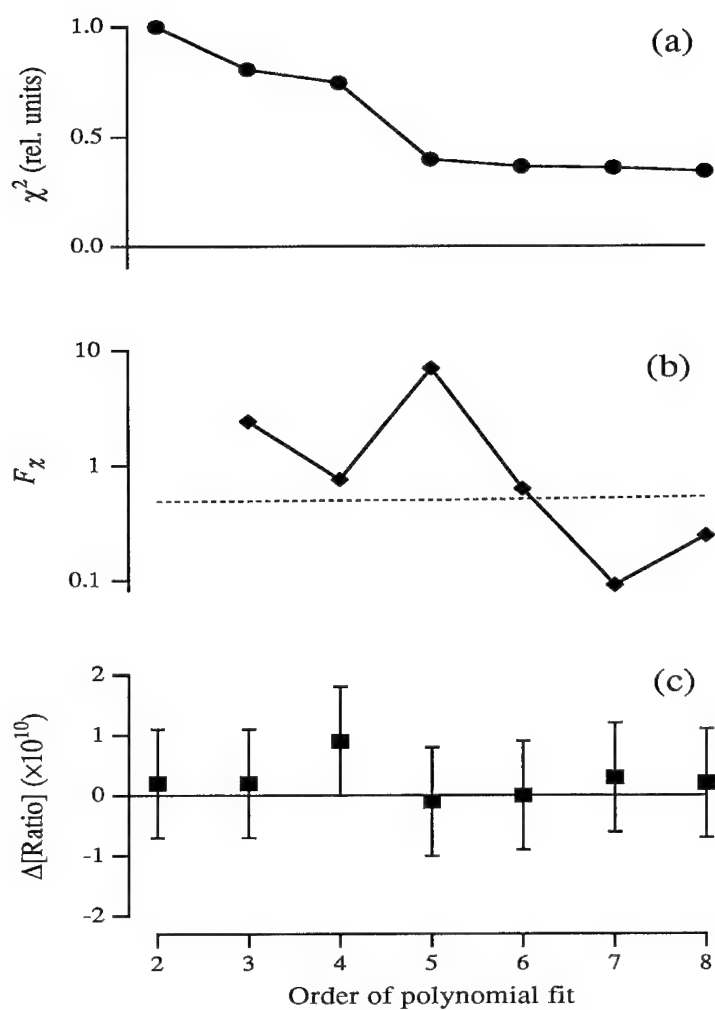 (a)
1.0
0.5
0.0
χ² (rel. units)
(b)
10
1
0.1
Fχ
(c)
2
1
0
-1
-2
Δ[Ratio] (×10¹⁰)
2 3 4 5 6 7 8
Order of polynomial fit